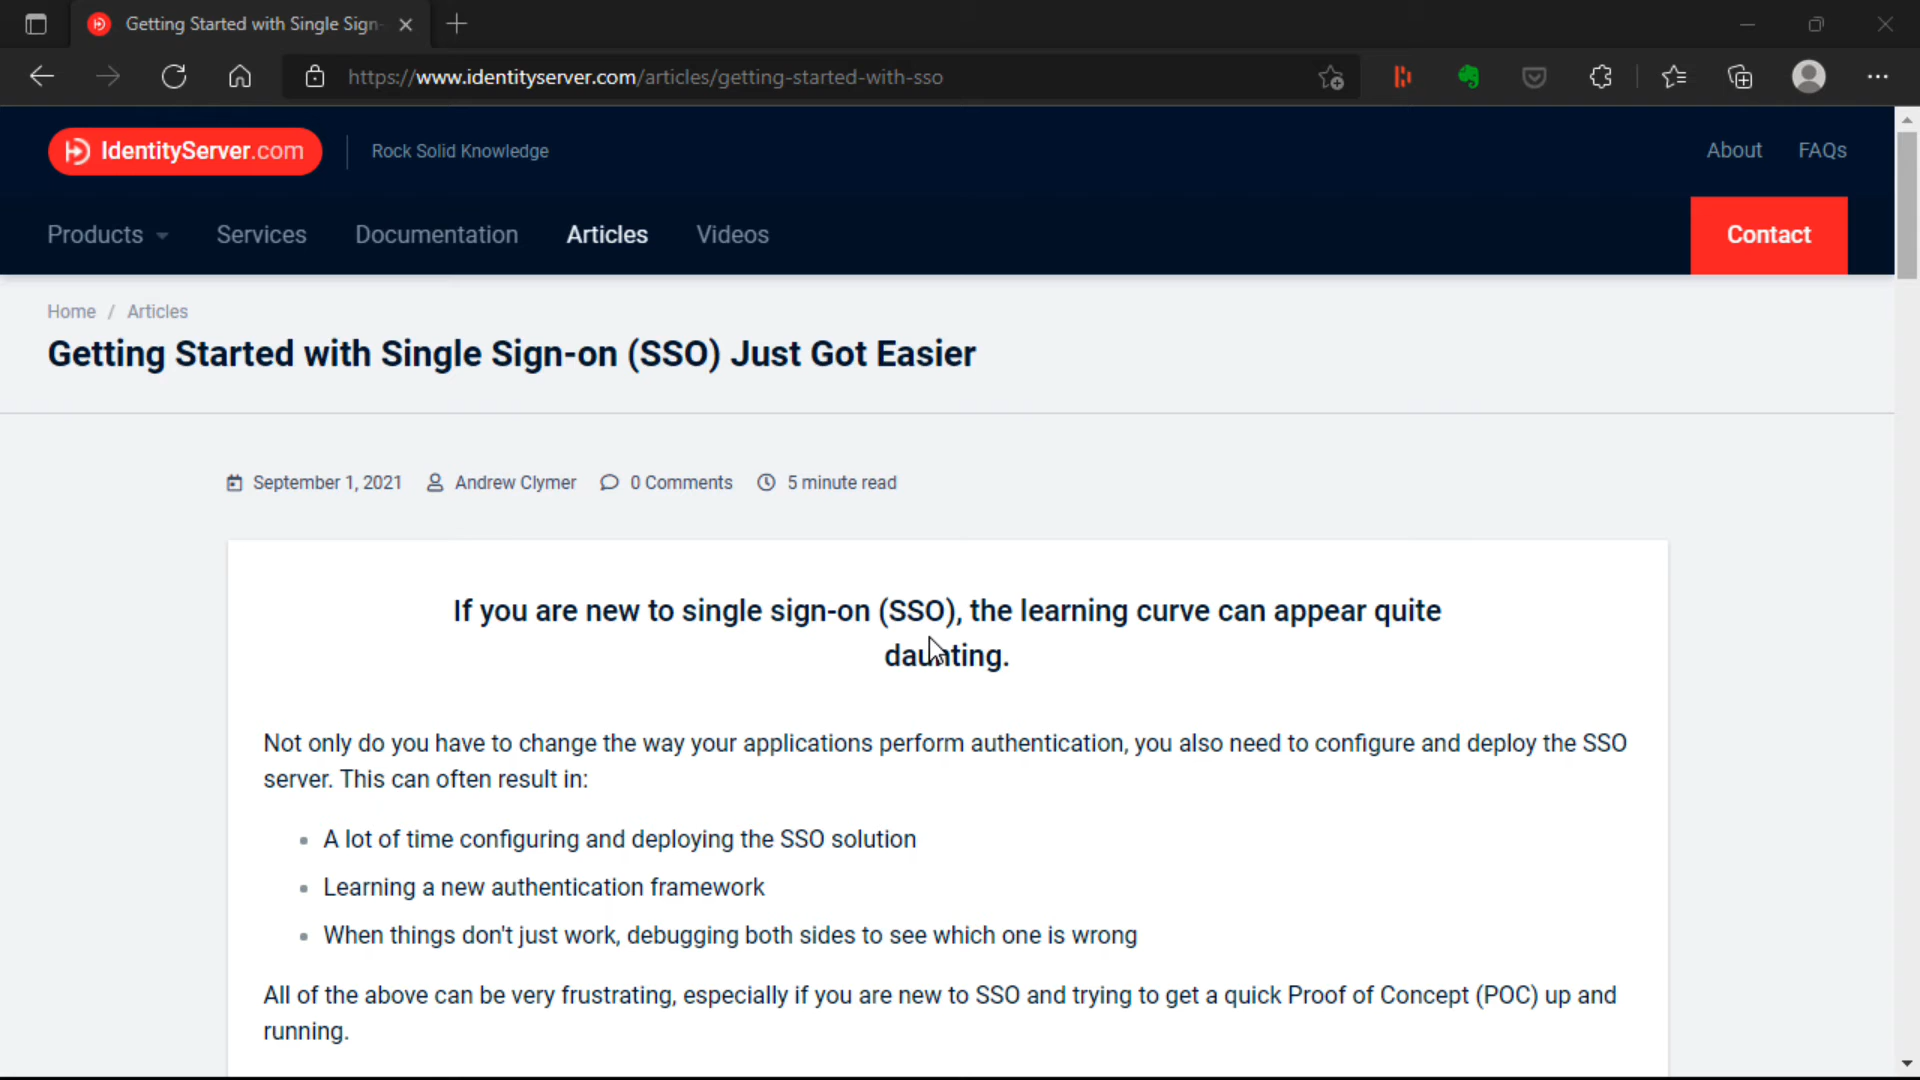 Getting Started with Single Sign-
https://www.identityserver.com/articles/getting-started-with-sso
IdentityServer.com
Rock Solid Knowledge
About
FAQs
Products
Services
Documentation
Articles
Videos
Contact
Home / Articles
Getting Started with Single Sign-on (SSO) Just Got Easier
September 1, 2021
Andrew Clymer
0 Comments
5 minute read
If you are new to single sign-on (SSO), the learning curve can appear quite
daunting.
Not only do you have to change the way your applications perform authentication, you also need to configure and deploy the SSO
server. This can often result in:
A lot of time configuring and deploying the SSO solution
Learning a new authentication framework
When things don't just work, debugging both sides to see which one is wrong
All of the above can be very frustrating, especially if you are new to SSO and trying to get a quick Proof of Concept (POC) up and
running.